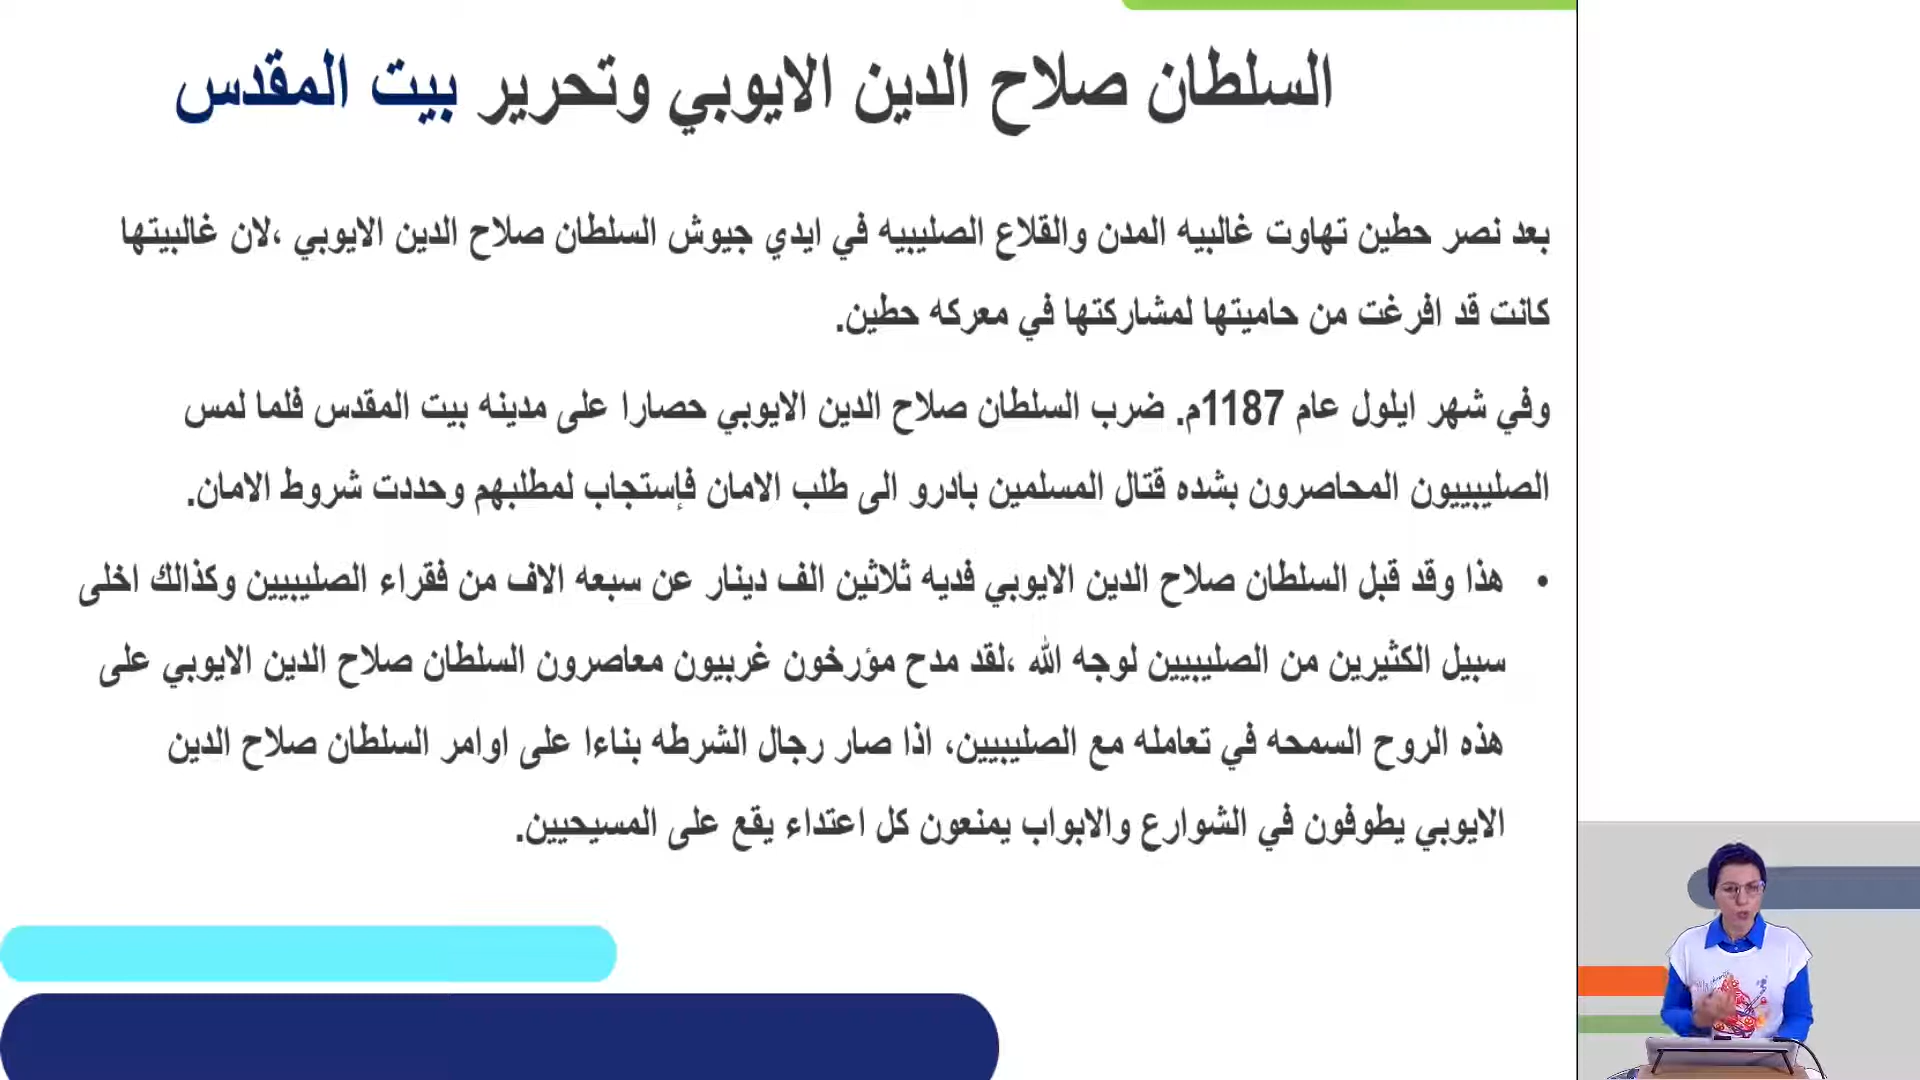 السلطان صلاح الدين الايوبي وتحرير بيت المقدس
بعد نصر حطين تهاوت غالبيه المدن والقلاع الصليبيه في ايدي جيوش السلطان صلاح الدين الايوبي ،لان غالبيتها
كانت قد افرغت من حاميتها لمشاركتها في معركه حطين.
وفي شهر ايلول عام 1187م. ضرب السلطان صلاح الدين الايوبي حصارا على مدينه بيت المقدس فلما لمس
الصليبييون المحاصرون بشده قتال المسلمين بادرو الى طلب الامان فإستجاب لمطلبهم وحددت شروط الامان.
• هذا وقد قبل السلطان صلاح الدين الايوبي فديه ثلاثين الف دينار عن سبعه الاف من فقراء الصليبيين وكذالك اخلى
سبيل الكثيرين من الصليبيين لوجه الله ،لقد مدح مؤرخون غربيون معاصرون السلطان صلاح الدين الايوبي على
هذه الروح السمحه في تعامله مع الصليبيين، اذا صار رجال الشرطه بناءا على اوامر السلطان صلاح الدين
الايوبي يطوفون في الشوارع والابواب يمنعون كل اعتداء يقع على المسيحيين.